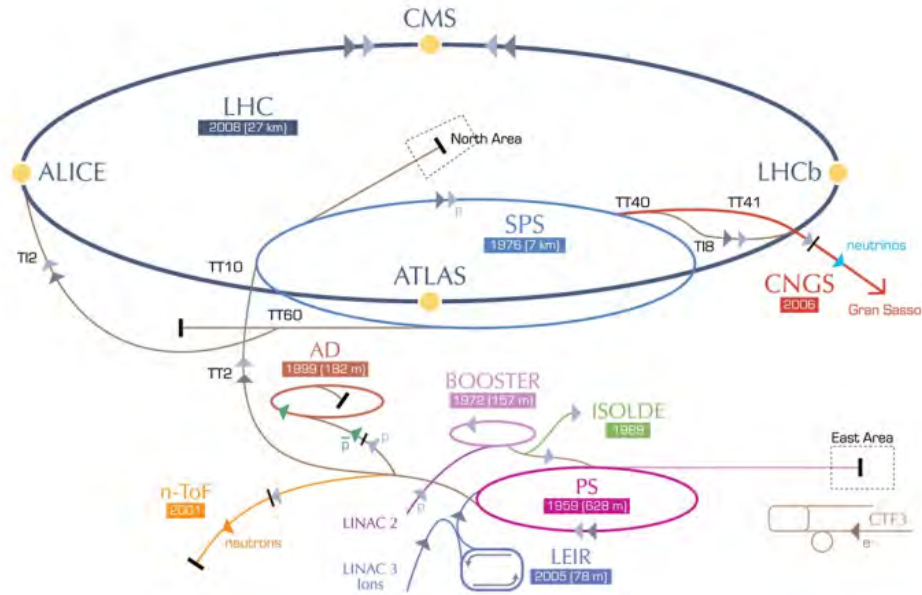 CMS
LHC
2008 (27 km)
North Area
ALICE
LHCb
p
SPS
1976 (7 km)
TT40
TT41
TI8
TI2
TT10
ATLAS
neutrinos
CNGS
2006
Gran Sasso
TT60
AD
1999 (182 m)
TT2
BOOSTER
1972 (157 m)
ISOLDE
1989
p
p
East Area
n-ToF
2001
PS
1959 (628 m)
LINAC 2
p
neutrons
CTF3
e-
LEIR
2005 (78 m)
LINAC 3
Ions